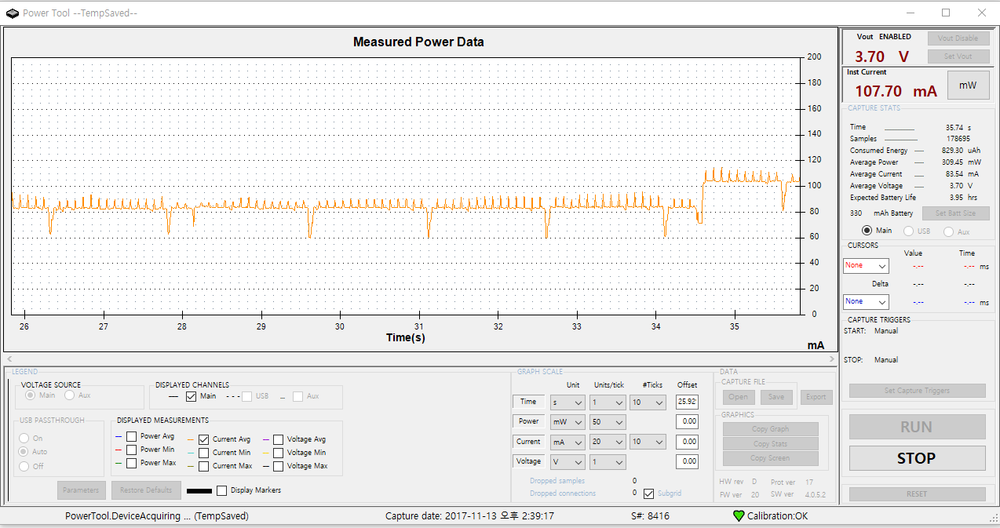 Power Tool --TempSaved--
Measured Power Data
200
180
160
140
120
100
80
60
40
20
0
26 27 28 29 30 31 32 33 34 35
Time(s)
mA
Vout ENABLED
Vout Disable
3.70 V
Set Vout
Inst Current
107.70 mA
mW
CAPTURE STATS
Time 35.74 s
Samples 178695
Consumed Energy 829.30 uAh
Average Power 309.45 mW
Average Current 83.54 mA
Average Voltage 3.70 V
Expected Battery Life 3.95 hrs
330 mAh Battery Set Batt Size
Main USB Aux
CURSORS
Value Time
None -.-- -.-- ms
Delta -.-- -.--
None -.-- -.-- ms
CAPTURE TRIGGERS
START: Manual
STOP: Manual
Set Capture Triggers
RUN
STOP
RESET
LEGEND
VOLTAGE SOURCE
Main Aux
DISPLAYED CHANNELS
Main USB Aux
USB PASSTHROUGH
On
Auto
Off
DISPLAYED MEASUREMENTS
Power Avg Current Avg Voltage Avg
Power Min Current Min Voltage Min
Power Max Current Max Voltage Max
Parameters Restore Defaults Display Markers
GRAPH SCALE
Unit Units/tick #Ticks Offset
Time s 1 10 25.92
Power mW 50 0.00
Current mA 20 10 0.00
Voltage V 1 0.00
Dropped samples 0
Dropped connections 0 Subgrid
DATA
CAPTURE FILE
Open Save Export
GRAPHICS
Copy Graph
Copy Stats
Copy Screen
HW rev D Prot ver 17
FW ver 20 SW ver 4.0.5.2
PowerTool.DeviceAcquiring ... (TempSaved) Capture date: 2017-11-13 오후 2:39:17 S#: 8416 Calibration:OK